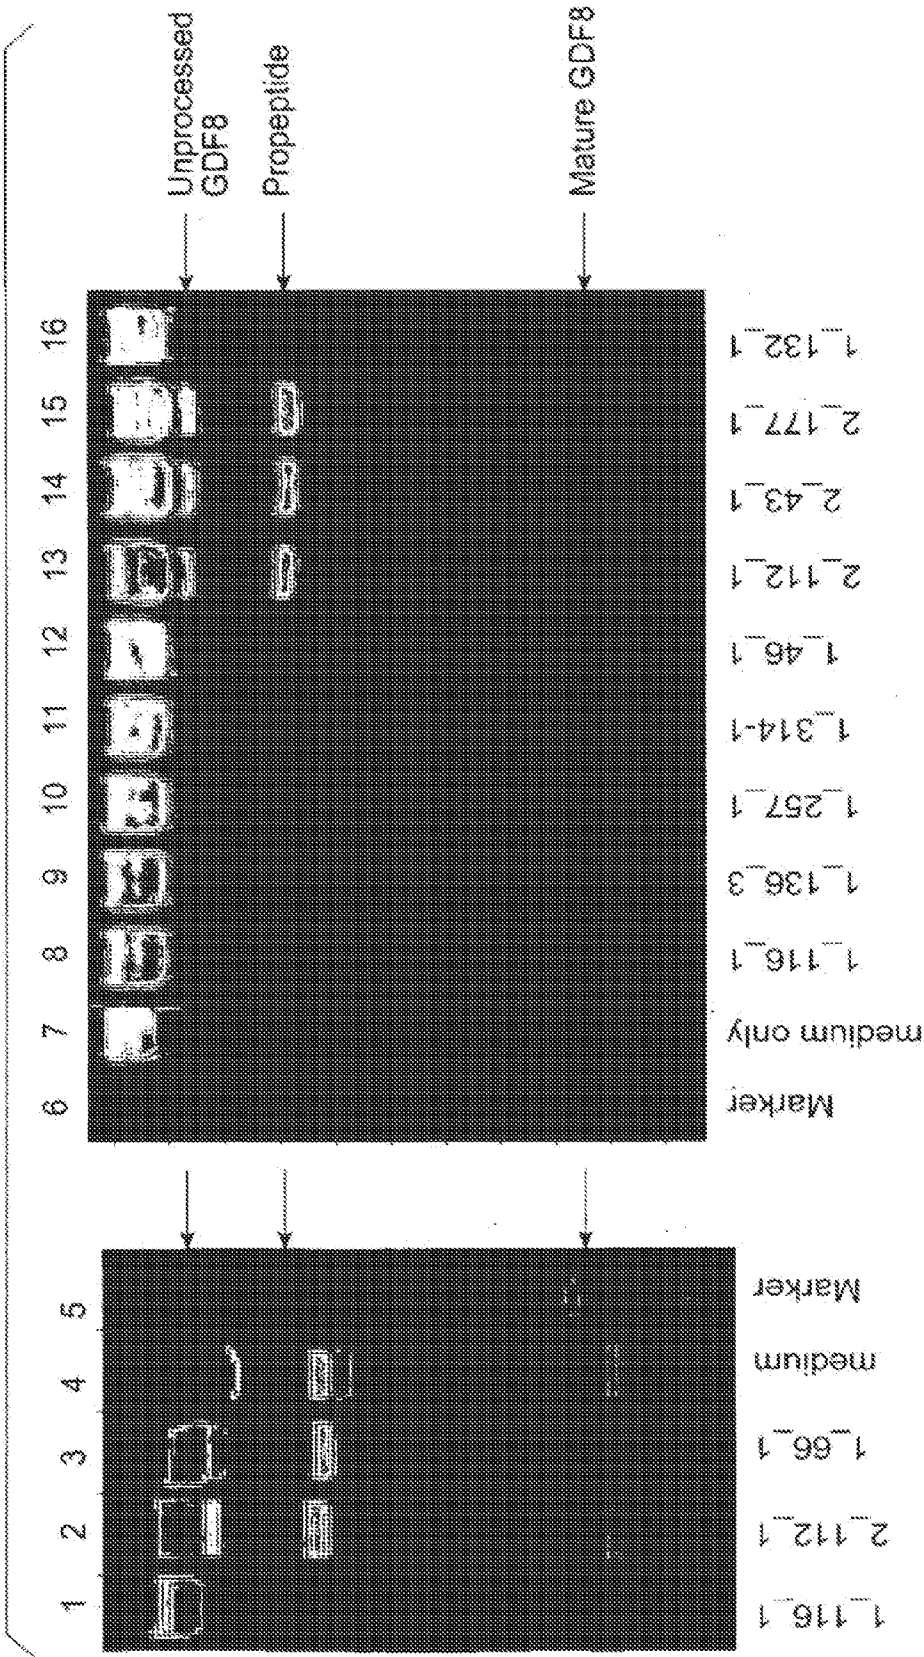 1 2 3 4 5
6 7 8 9 10 11 12 13 14 15 16
Unprocessed
GDF8
Propeptide
Mature GDF8
1_116_1
2_112_1
1_66_1
medium
Marker
Marker
medium only
1_116_1
1_136_3
1_257_1
1_314-1
1_46_1
2_112_1
2_43_1
2_177_1
1_132_1